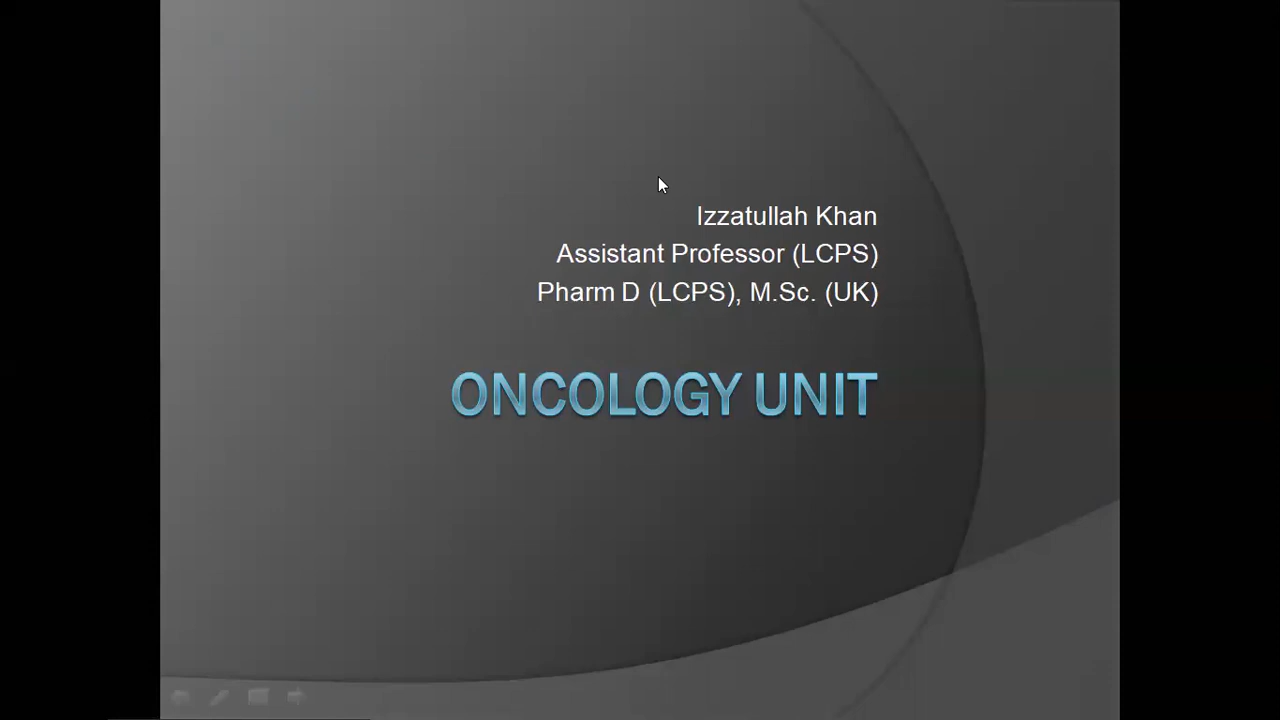 Izzatullah Khan
Assistant Professor (LCPS)
Pharm D (LCPS), M.Sc. (UK)
ONCOLOGY UNIT